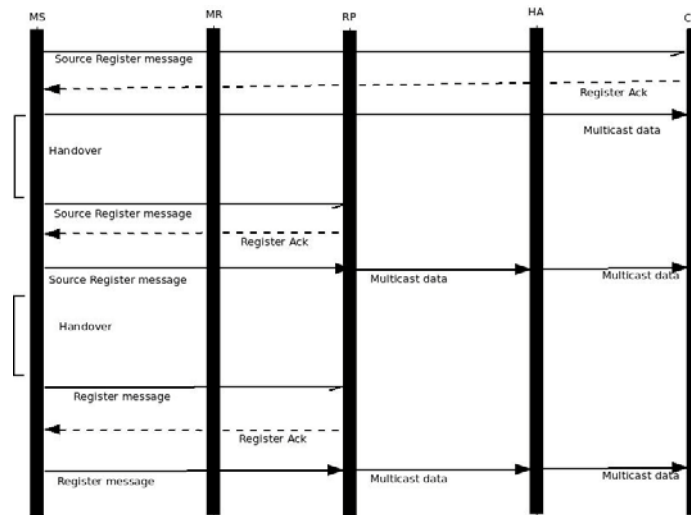 MS
MR
RP
HA
Source Register message
Register Ack
Multicast data
Handover
Source Register message
Register Ack
Source Register message
Multicast data
Multicast data
Handover
Register message
Register Ack
Register message
Multicast data
Multicast data